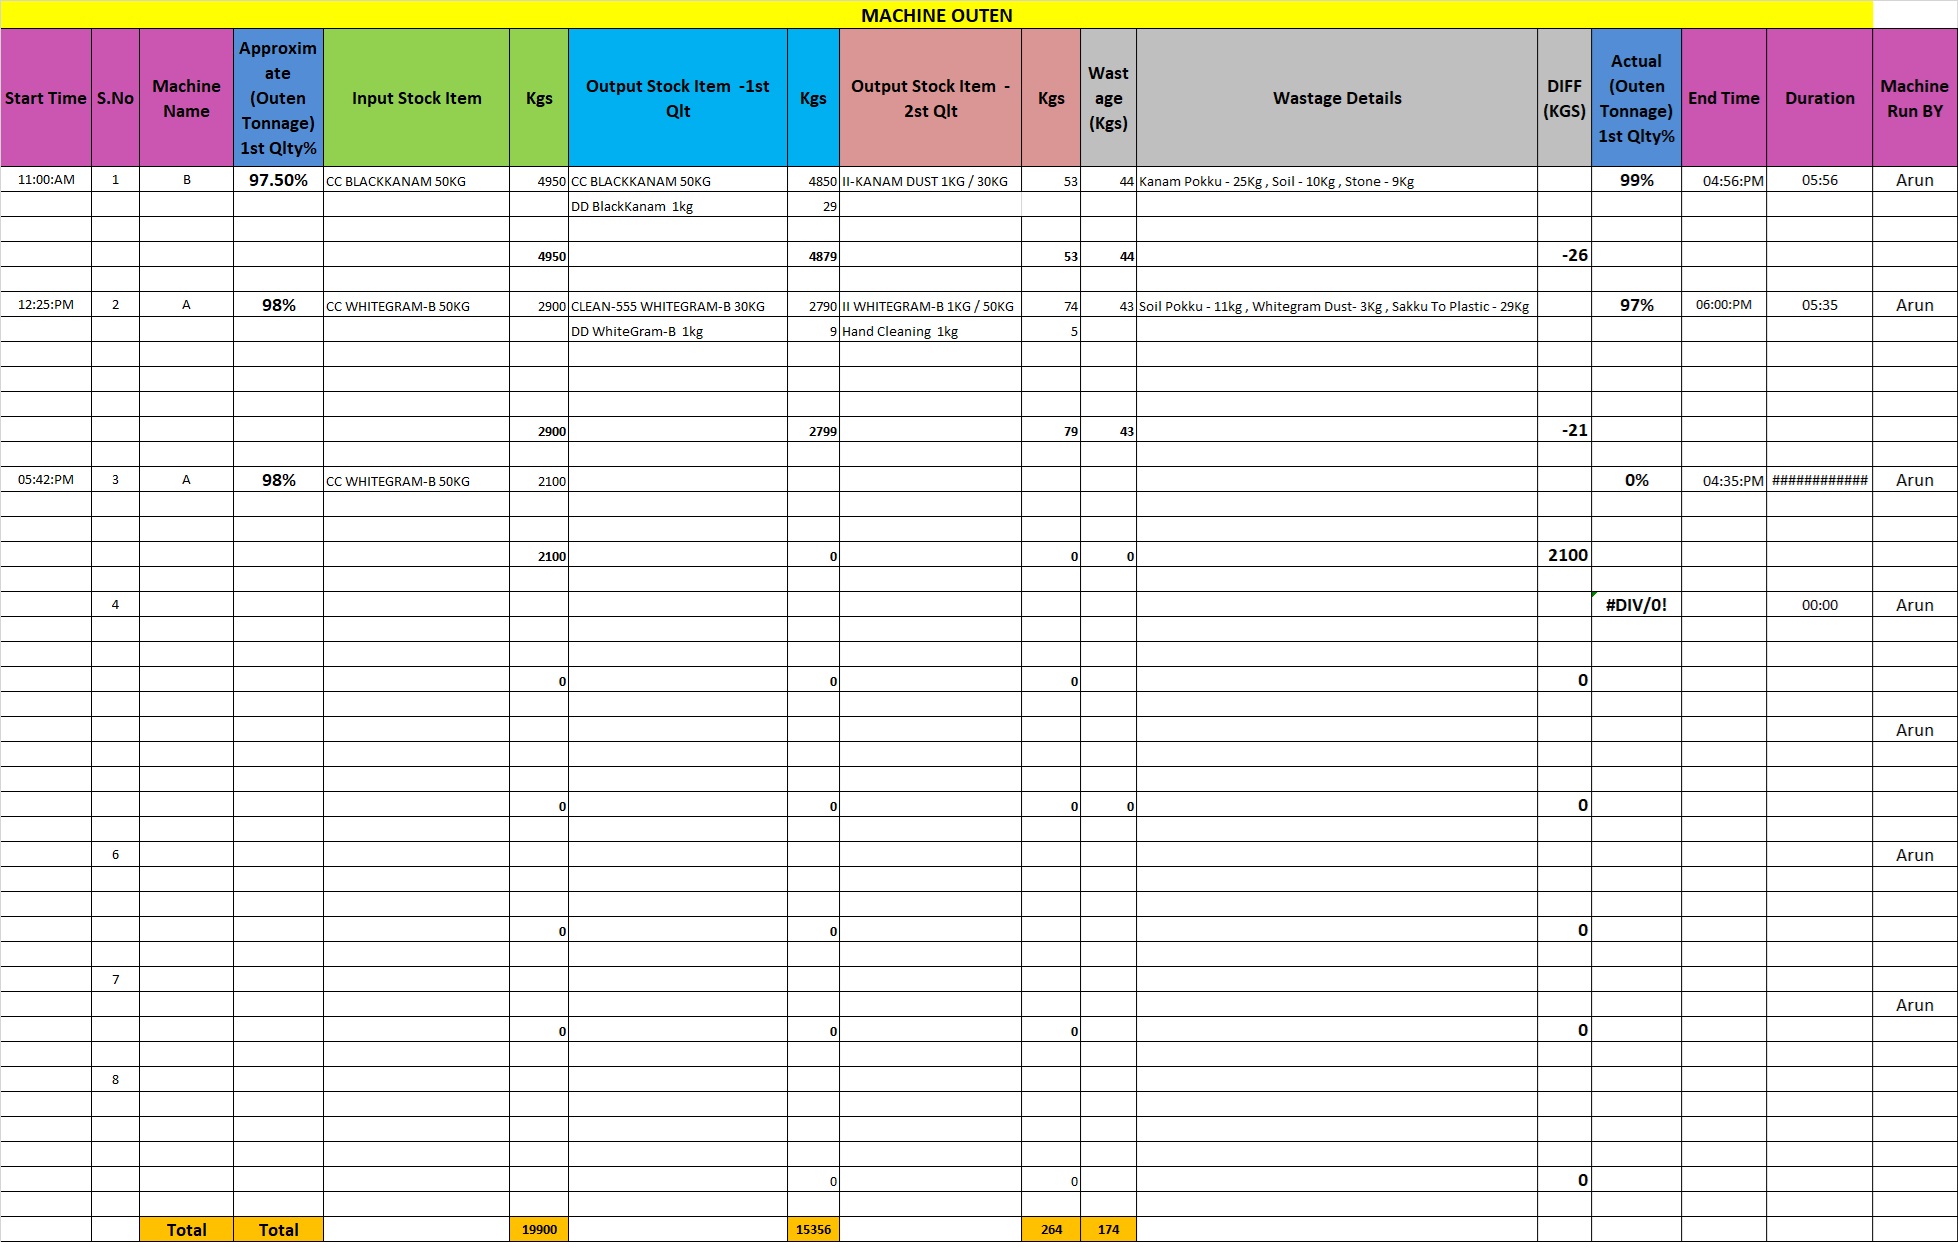 MACHINE OUTEN
Start Time S.No Machine Name Approximate (Outen Tonnage) 1st Qlty% Input Stock Item Kgs Output Stock Item -1st Qlt Kgs Output Stock Item - 2st Qlt Kgs Wastage (Kgs) Wastage Details DIFF (KGS) Actual (Outen Tonnage) 1st Qlty% End Time Duration Machine Run BY
11:00:AM 1 B 97.50% CC BLACKKANAM 50KG 4950 CC BLACKKANAM 50KG 4850 II-KANAM DUST 1KG / 30KG 53 44 Kanam Pokku - 25Kg , Soil - 10Kg , Stone - 9Kg 99% 04:56:PM 05:56 Arun
DD BlackKanam 1kg 29
4950 4879 53 44 -26
12:25:PM 2 A 98% CC WHITEGRAM-B 50KG 2900 CLEAN-555 WHITEGRAM-B 30KG 2790 II WHITEGRAM-B 1KG / 50KG 74 43 Soil Pokku - 11kg , Whitegram Dust- 3Kg , Sakku To Plastic - 29Kg 97% 06:00:PM 05:35 Arun
DD WhiteGram-B 1kg 9 Hand Cleaning 1kg 5
2900 2799 79 43 -21
05:42:PM 3 A 98% CC WHITEGRAM-B 50KG 2100 0% 04:35:PM ############ Arun
2100 0 0 0 2100
4 #DIV/0! 00:00 Arun
0 0 0 0
Arun
0 0 0 0 0
6 Arun
0 0 0
7
Arun
0 0 0 0
8
0 0 0
Total Total 19900 15356 264 174